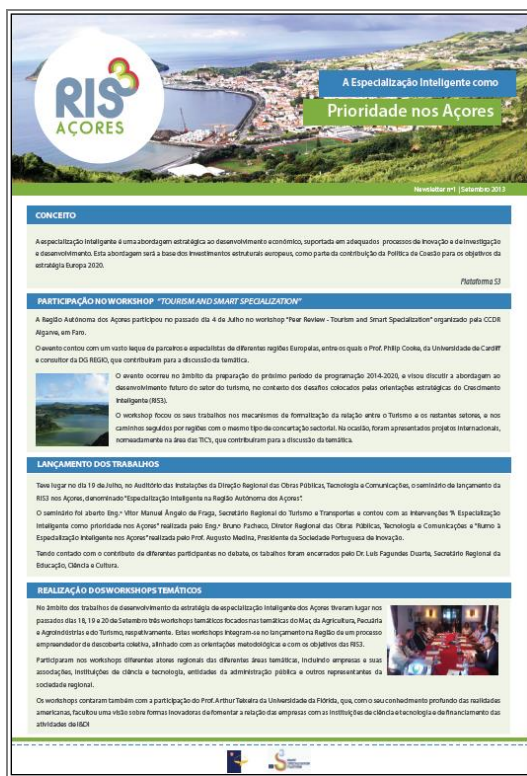 RIS3
AÇORES
A Especialização Inteligente como
Prioridade nos Açores
Newsletter nº1 | Setembro 2013
CONCEITO
A especialização inteligente é uma abordagem estratégica ao desenvolvimento económico, suportada em adequados processos de inovação e de investigação
e desenvolvimento. Esta abordagem será a base dos investimentos estruturais europeus, como parte da contribuição da Política de Coesão para os objetivos da
estratégia Europa 2020.
Plataforma S3
PARTICIPAÇÃO NO WORKSHOP "TOURISM AND SMART SPECIALIZATION"
A Região Autónoma dos Açores participou no passado dia 4 de Julho no workshop "Peer Review - Tourism and Smart Specialization" organizado pela CCDR
Algarve, em Faro.
O evento contou com um vasto leque de parceiros e especialistas de diferentes regiões Europeias, entre os quais o Prof. Philip Cooke, da Universidade de Cardiff
e consultor da DG REGIO, que contribuíram para a discussão da temática.
O evento ocorreu no âmbito da preparação do próximo período de programação 2014-2020, e visou discutir a abordagem ao
desenvolvimento futuro do setor do turismo, no contexto dos desafios colocados pelas orientações estratégicas do Crescimento
Inteligente (RIS3).
O workshop focou os seus trabalhos nos mecanismos de formalização da relação entre o Turismo e os restantes setores, e nos
caminhos seguidos por regiões com o mesmo tipo de concertação sectorial. Na ocasião, foram apresentados projetos internacionais,
nomeadamente na área das TIC's, que contribuíram para a discussão da temática.
LANÇAMENTO DOS TRABALHOS
Teve lugar no dia 19 de Julho, no Auditório das Instalações da Direção Regional das Obras Públicas, Tecnologia e Comunicações, o seminário de lançamento da
RIS3 nos Açores, denominado "Especialização Inteligente na Região Autónoma dos Açores".
O seminário foi aberto Eng.º Vítor Manuel Ângelo de Fraga, Secretário Regional do Turismo e Transportes e contou com as intervenções "A Especialização
Inteligente como prioridade nos Açores" realizada pelo Eng.º Bruno Pacheco, Diretor Regional das Obras Públicas, Tecnologia e Comunicações e "Rumo à
Especialização Inteligente nos Açores" realizada pelo Prof. Augusto Medina, Presidente da Sociedade Portuguesa de Inovação.
Tendo contado com o contributo de diferentes participantes no debate, os tabalhos foram encerrados pelo Dr. Luís Fagundes Duarte, Secretário Regional da
Educação, Ciência e Cultura.
REALIZAÇÃO DOS WORKSHOPS TEMÁTICOS
No âmbito dos trabalhos de desenvolvimento da estratégia de especialização inteligente dos Açores tiveram lugar nos
passados dias 18, 19 e 20 de Setembro três workshops temáticos focados nas temáticas do Mar, da Agricultura, Pecuária
e Agroindústrias e do Turismo, respetivamente. Estes workshops integram-se no lançamento na Região de um processo
empreendedor de descoberta coletiva, alinhado com as orientações metodológicas e com os objetivos das RIS3.
Participaram nos workshops diferentes atores regionais das diferentes áreas temáticas, incluindo empresas e suas
associações, instituições de ciência e tecnologia, entidades da administração pública e outros representantes da
sociedade regional.
Os workshops contaram também com a participação do Prof. Arthur Teixeira da Universidade da Flórida, que, com o seu conhecimento profundo das realidades
americanas, facultou uma visão sobre formas inovadoras de fomentar a relação das empresas com as instituições de ciência e tecnologia e de financiamento das
atividades de I&DI